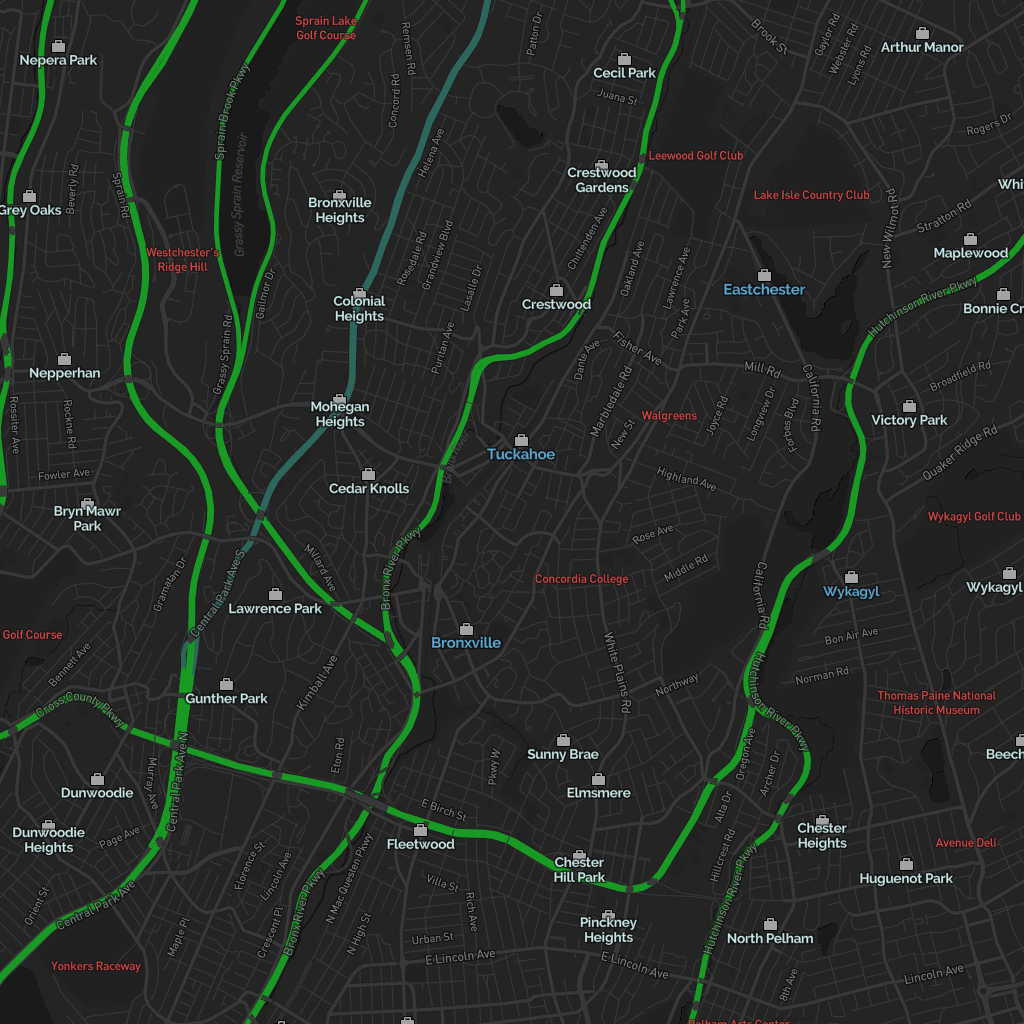 Sprain Lake
Golf Course
Remsen Rd
Patton Dr
Brook St
Gaylor Rd
Webster Rd
Lyons Rd
Arthur Manor
Nepera Park
Cecil Park
Juana St
Concord Rd
Sprain Brook Pkwy
Rogers Dr
Grassy Sprain Reservoir
Helena Ave
Leewood Golf Club
Crestwood
Gardens
Lake Isle Country Club
Beverly Rd
Sprain Rd
Grey Oaks
Bronxville
Heights
Chittenden Ave
New Wilmot Rd
Stratton Rd
Maplewood
Westchester's
Ridge Hill
Rosedale Rd
Grandview Blvd
Lasalle Dr
Oakland Ave
Lawrence Ave
Park Ave
Eastchester
Gailmor Dr
Colonial
Heights
Crestwood
Hutchinson River Pkwy
Puritan Ave
Grassy Sprain Rd
Fisher Ave
Dante Ave
Mill Rd
Nepperhan
California Rd
Broadfield Rd
Rossiter Ave
Rockne Rd
Mohegan
Heights
Marbledale Rd
New St
Walgreens
Joyce Rd
Longview Dr
Forbes Blvd
Victory Park
Quaker Ridge Rd
Tuckahoe
Fowler Ave
Cedar Knolls
Highland Ave
Bryn Mawr
Park
Wykagyl Golf Club
Bronx River Pkwy
Rose Ave
Gramatan Dr
Central Park Ave S
Millard Ave
Middle Rd
Concordia College
Lawrence Park
California Rd
Wykagyl
Wykagyl
Golf Course
Bennett Ave
Bronxville
White Plains Rd
Bon Air Ave
Kimball Ave
Northway
Norman Rd
Gunther Park
Cross County Pkwy
Hutchinson River Pkwy
Thomas Paine National
Historic Museum
Central Park Ave N
Elon Rd
Pkwy W
Sunny Brae
Oregon Ave
Archer Dr
Dunwoodie
Murray Ave
Elmsmere
Alta Dr
E Birch St
Dunwoodie
Heights
Page Ave
Fleetwood
Chester
Heights
Avenue Deli
Florence St
Lincoln Ave
Bronx River Pkwy
N Mac Questen Pkwy
Chester
Hill Park
Hillcrest Rd
Hutchinson River Pkwy
Huguenot Park
Villa St
Rich Ave
Orient St
Central Park Ave
Maple Pl
Crescent Pl
N High St
Urban St
Pinckney
Heights
North Pelham
Yonkers Raceway
E Lincoln Ave
E Lincoln Ave
8th Ave
Lincoln Ave
Pelham Arts Center